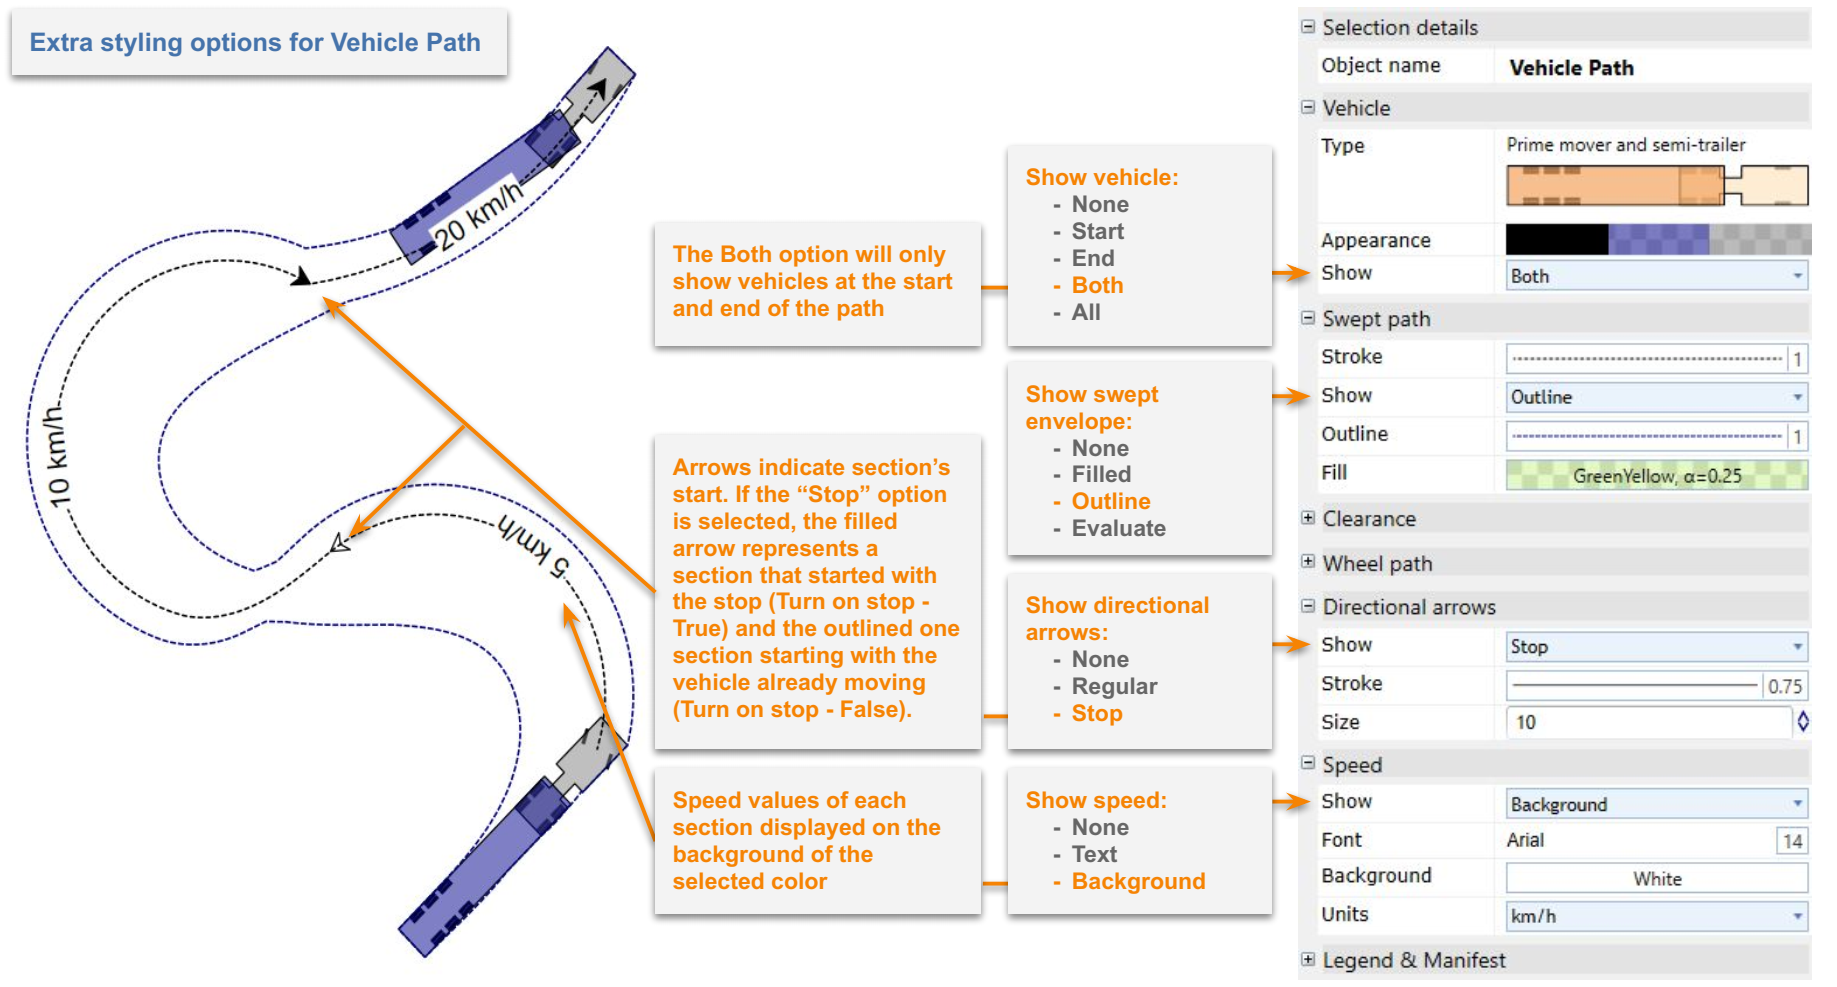 Extra styling options for Vehicle Path
20 km/h
10 km/h
5 km/h
The Both option will only
show vehicles at the start
and end of the path
Arrows indicate section’s
start. If the “Stop” option
is selected, the filled
arrow represents a
section that started with
the stop (Turn on stop -
True) and the outlined one
section starting with the
vehicle already moving
(Turn on stop - False).
Speed values of each
section displayed on the
background of the
selected color
Show vehicle:
- None
- Start
- End
- Both
- All
Show swept
envelope:
- None
- Filled
- Outline
- Evaluate
Show directional
arrows:
- None
- Regular
- Stop
Show speed:
- None
- Text
- Background
Selection details
Object name Vehicle Path
Vehicle
Type Prime mover and semi-trailer
Appearance
Show Both
Swept path
Stroke 1
Show Outline
Outline 1
Fill GreenYellow, α=0.25
Clearance
Wheel path
Directional arrows
Show Stop
Stroke 0.75
Size 10
Speed
Show Background
Font Arial 14
Background White
Units km/h
Legend & Manifest